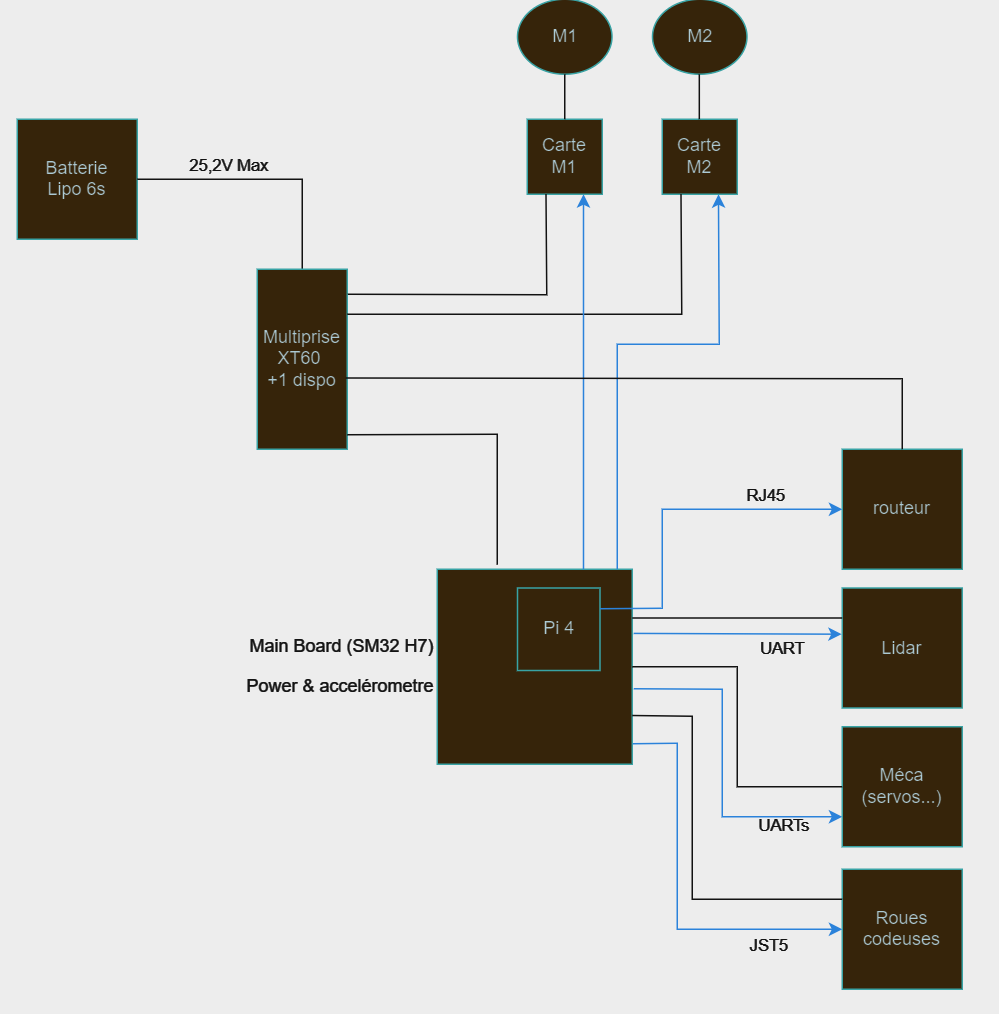 M1
M2
Carte
M1
Carte
M2
Batterie
Lipo 6s
25,2V Max
Multiprise
XT60
+1 dispo
RJ45
routeur
Pi 4
Main Board (SM32 H7)
Power & accelérometre
UART
Lidar
Méca
(servos...)
UARTs
Roues
codeuses
JST5